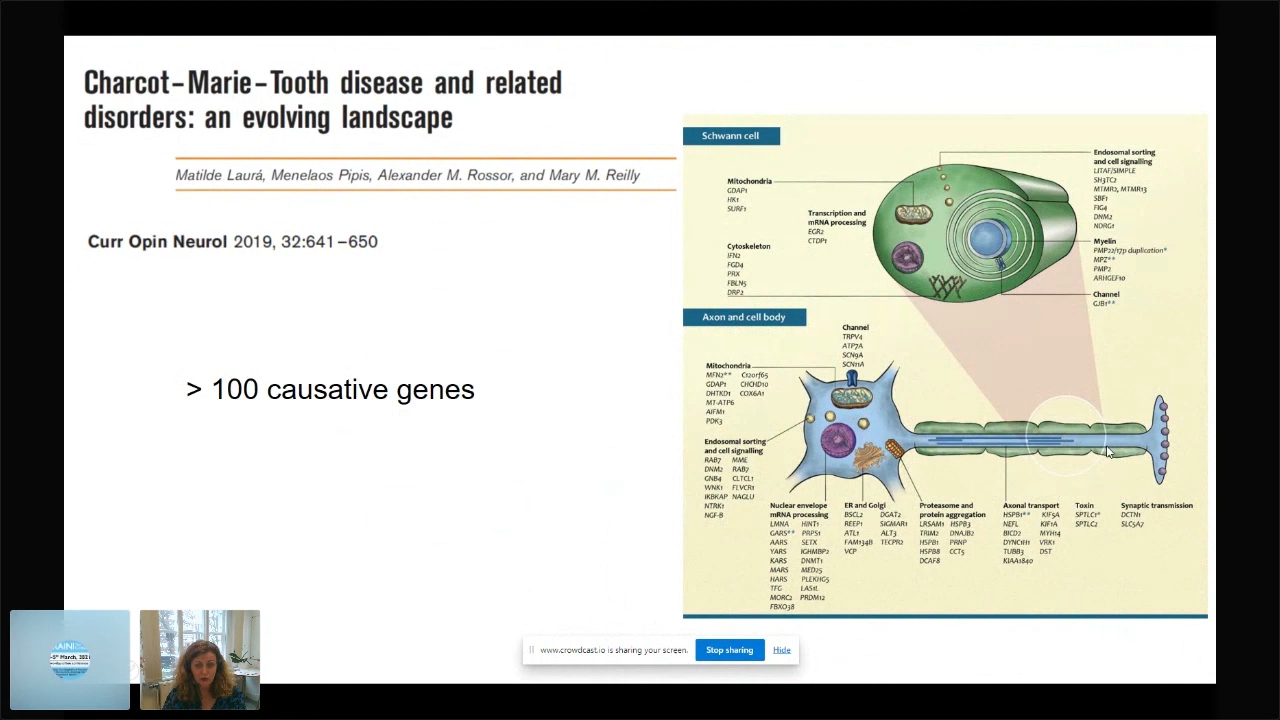 Charcot–Marie–Tooth disease and related
disorders: an evolving landscape
Matilde Laurá, Menelaos Pipis, Alexander M. Rossor, and Mary M. Reilly
Curr Opin Neurol 2019, 32:641–650
> 100 causative genes
Schwann cell
Mitochondria
GDAP1
HK1
SURF1
Transcription and
mRNA processing
EGR2
CTDP1
Cytoskeleton
IFN2
FGD4
PRX
FBLN5
DRP2
Endosomal sorting
and cell signalling
LITAF/SIMPLE
SH3TC2
MTMR2, MTMR13
SBF1
FIG4
DNM2
NDRG1
Myelin
PMP22/17p duplication*
MPZ**
PMP2
ARHGEF10
Channel
GJB1**
Axon and cell body
Channel
TRPV4
ATP7A
SCN9A
SCN11A
Mitochondria
MFN2** C12orf65
GDAP1 CHCHD10
DHTKD1 COX6A1
MT-ATP6
AIFM1
PDK3
Endosomal sorting
and cell signalling
RAB7 MME
DNM2 RAB7
GNB4 CLTCL1
WNK1 FLVCR1
IKBKAP NAGLU
NTRK1
NGF-B
Nuclear envelope
mRNA processing
LMNA HINT1
GARS** PRPS1
AARS SETX
YARS IGHMBP2
KARS DNMT1
MARS MED25
HARS PLEKHG5
TFG LAS1L
MORC2 PRDM12
FBXO38
ER and Golgi
BSCL2 DGAT2
REEP1 SIGMAR1
ATL1 ALT3
FAM134B TECPR2
VCP
Proteasome and
protein aggregation
LRSAM1 HSPB3
TRIM2 DNAJB2
HSPB1 PRNP
HSPB8 CCT5
DCAF8
Axonal transport
HSPB1** KIF5A
NEFL KIF1A
BICD2 MYH14
DYNC1H1 VRK1
TUBB3 DST
KIAA1840
Toxin
SPTLC1*
SPTLC2
Synaptic transmission
DCTN1
SLC5A7
www.crowdcast.io is sharing your screen.
Stop sharing
Hide